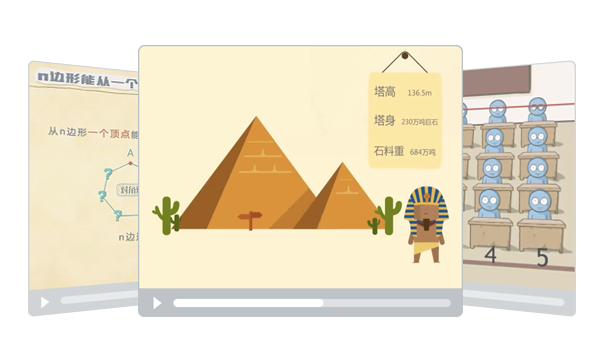 n边形能从一个
从n边形一个顶点能
A
?
?
?
对角线
n边形
塔高 136.5m
塔身 230万吨巨石
石料重 684万吨
4 5